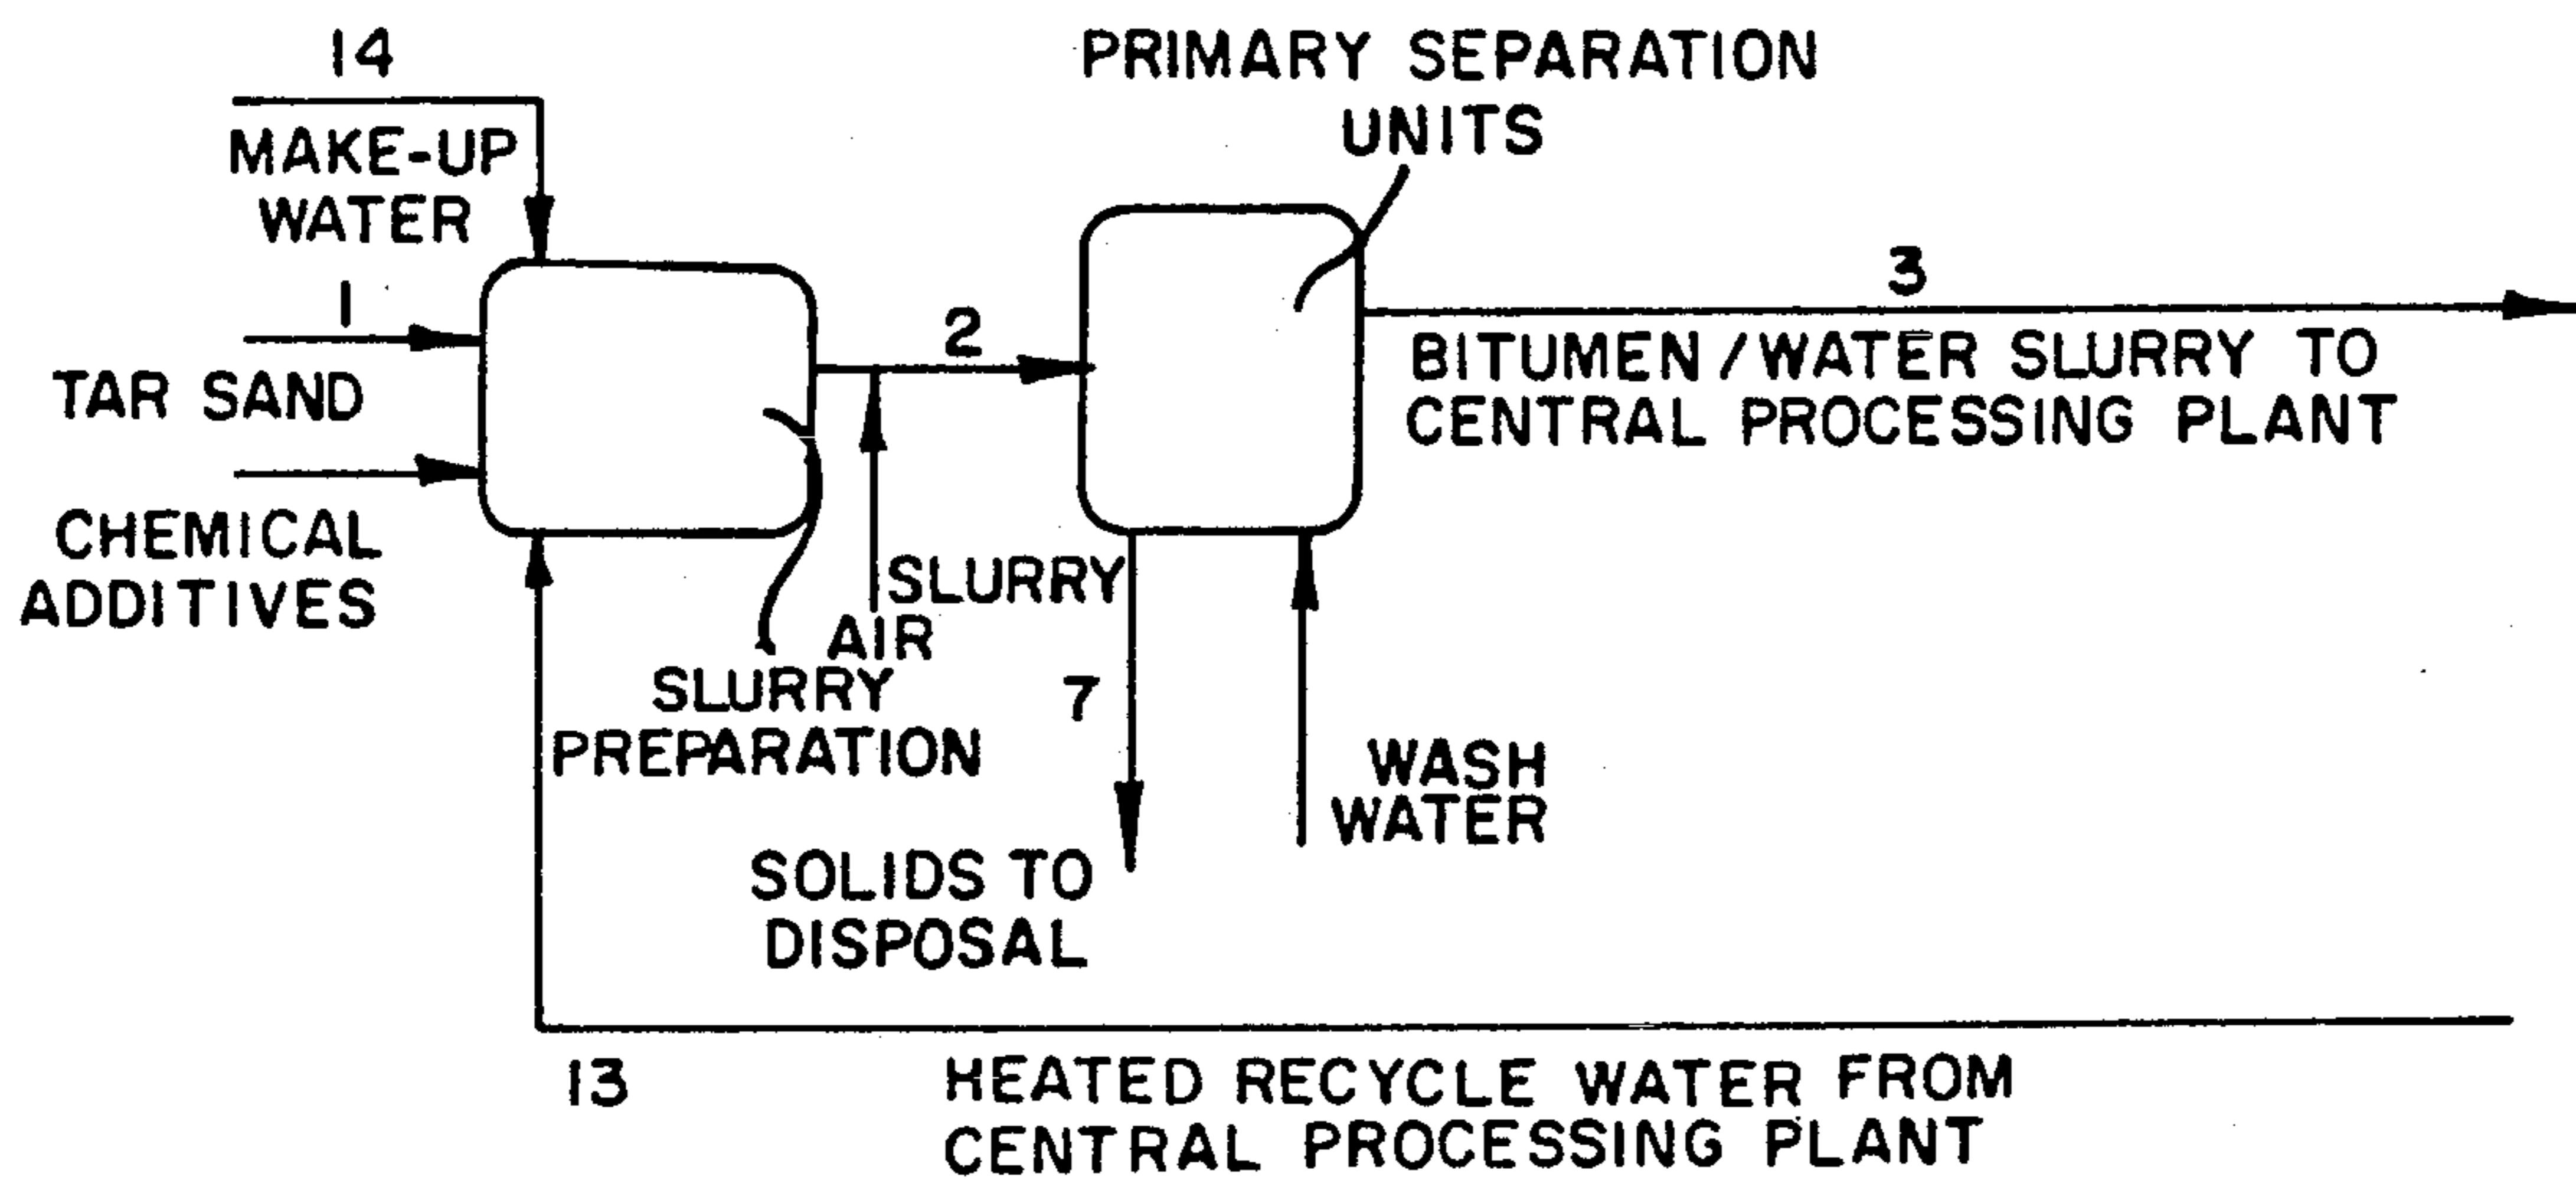 14
MAKE-UP
WATER
PRIMARY SEPARATION
UNITS
1
TAR SAND
CHEMICAL
ADDITIVES
2
3
BITUMEN/WATER SLURRY TO
CENTRAL PROCESSING PLANT
SLURRY
AIR
SLURRY
PREPARATION
7
WASH
WATER
SOLIDS TO
DISPOSAL
13
HEATED RECYCLE WATER FROM
CENTRAL PROCESSING PLANT